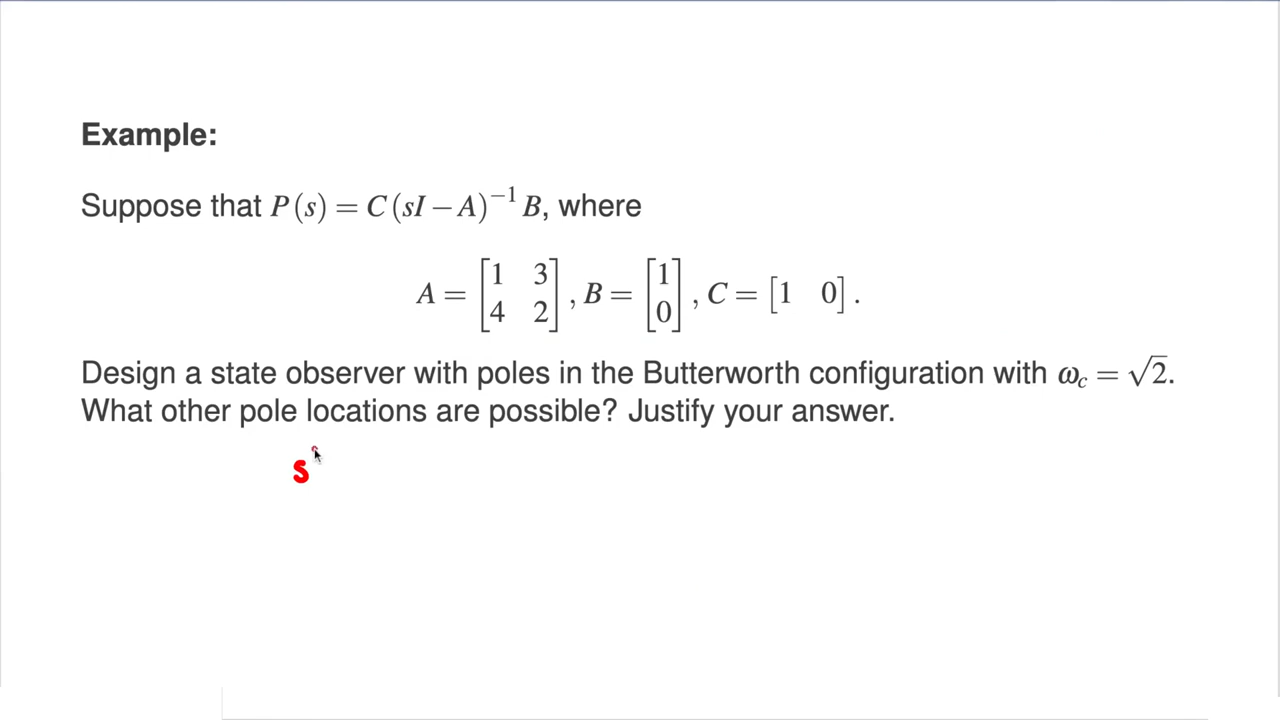 Example:
Suppose that P(s) = C(sI − A)⁻¹B, where
A = [1 3; 4 2], B = [1; 0], C = [1 0].
Design a state observer with poles in the Butterworth configuration with ω_c = √2.
What other pole locations are possible? Justify your answer.
s